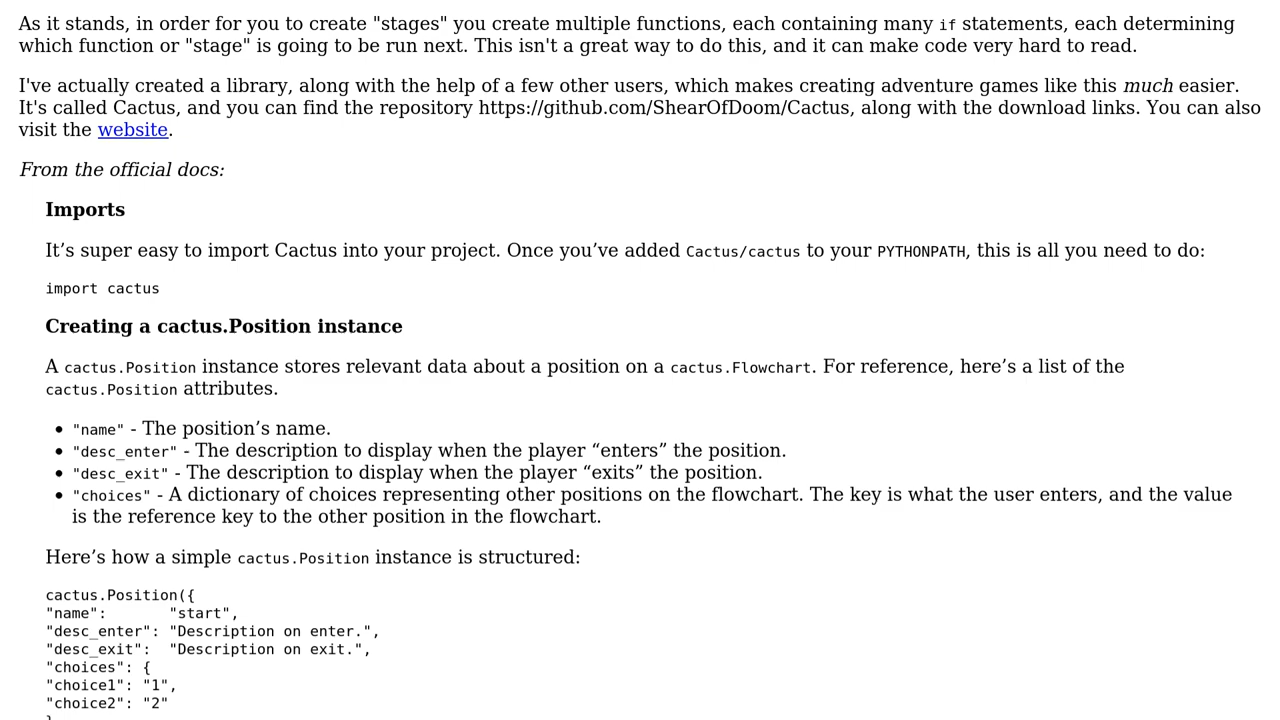 As it stands, in order for you to create "stages" you create multiple functions, each containing many if statements, each determining
which function or "stage" is going to be run next. This isn't a great way to do this, and it can make code very hard to read.
I've actually created a library, along with the help of a few other users, which makes creating adventure games like this much easier.
It's called Cactus, and you can find the repository https://github.com/ShearOfDoom/Cactus, along with the download links. You can also
visit the website.
From the official docs:
Imports
It’s super easy to import Cactus into your project. Once you’ve added Cactus/cactus to your PYTHONPATH, this is all you need to do:
import cactus
Creating a cactus.Position instance
A cactus.Position instance stores relevant data about a position on a cactus.Flowchart. For reference, here’s a list of the
cactus.Position attributes.
• "name" - The position’s name.
• "desc_enter" - The description to display when the player “enters” the position.
• "desc_exit" - The description to display when the player “exits” the position.
• "choices" - A dictionary of choices representing other positions on the flowchart. The key is what the user enters, and the value
is the reference key to the other position in the flowchart.
Here’s how a simple cactus.Position instance is structured:
cactus.Position({
"name":       "start",
"desc_enter": "Description on enter.",
"desc_exit":  "Description on exit.",
"choices": {
"choice1": "1",
"choice2": "2"
}